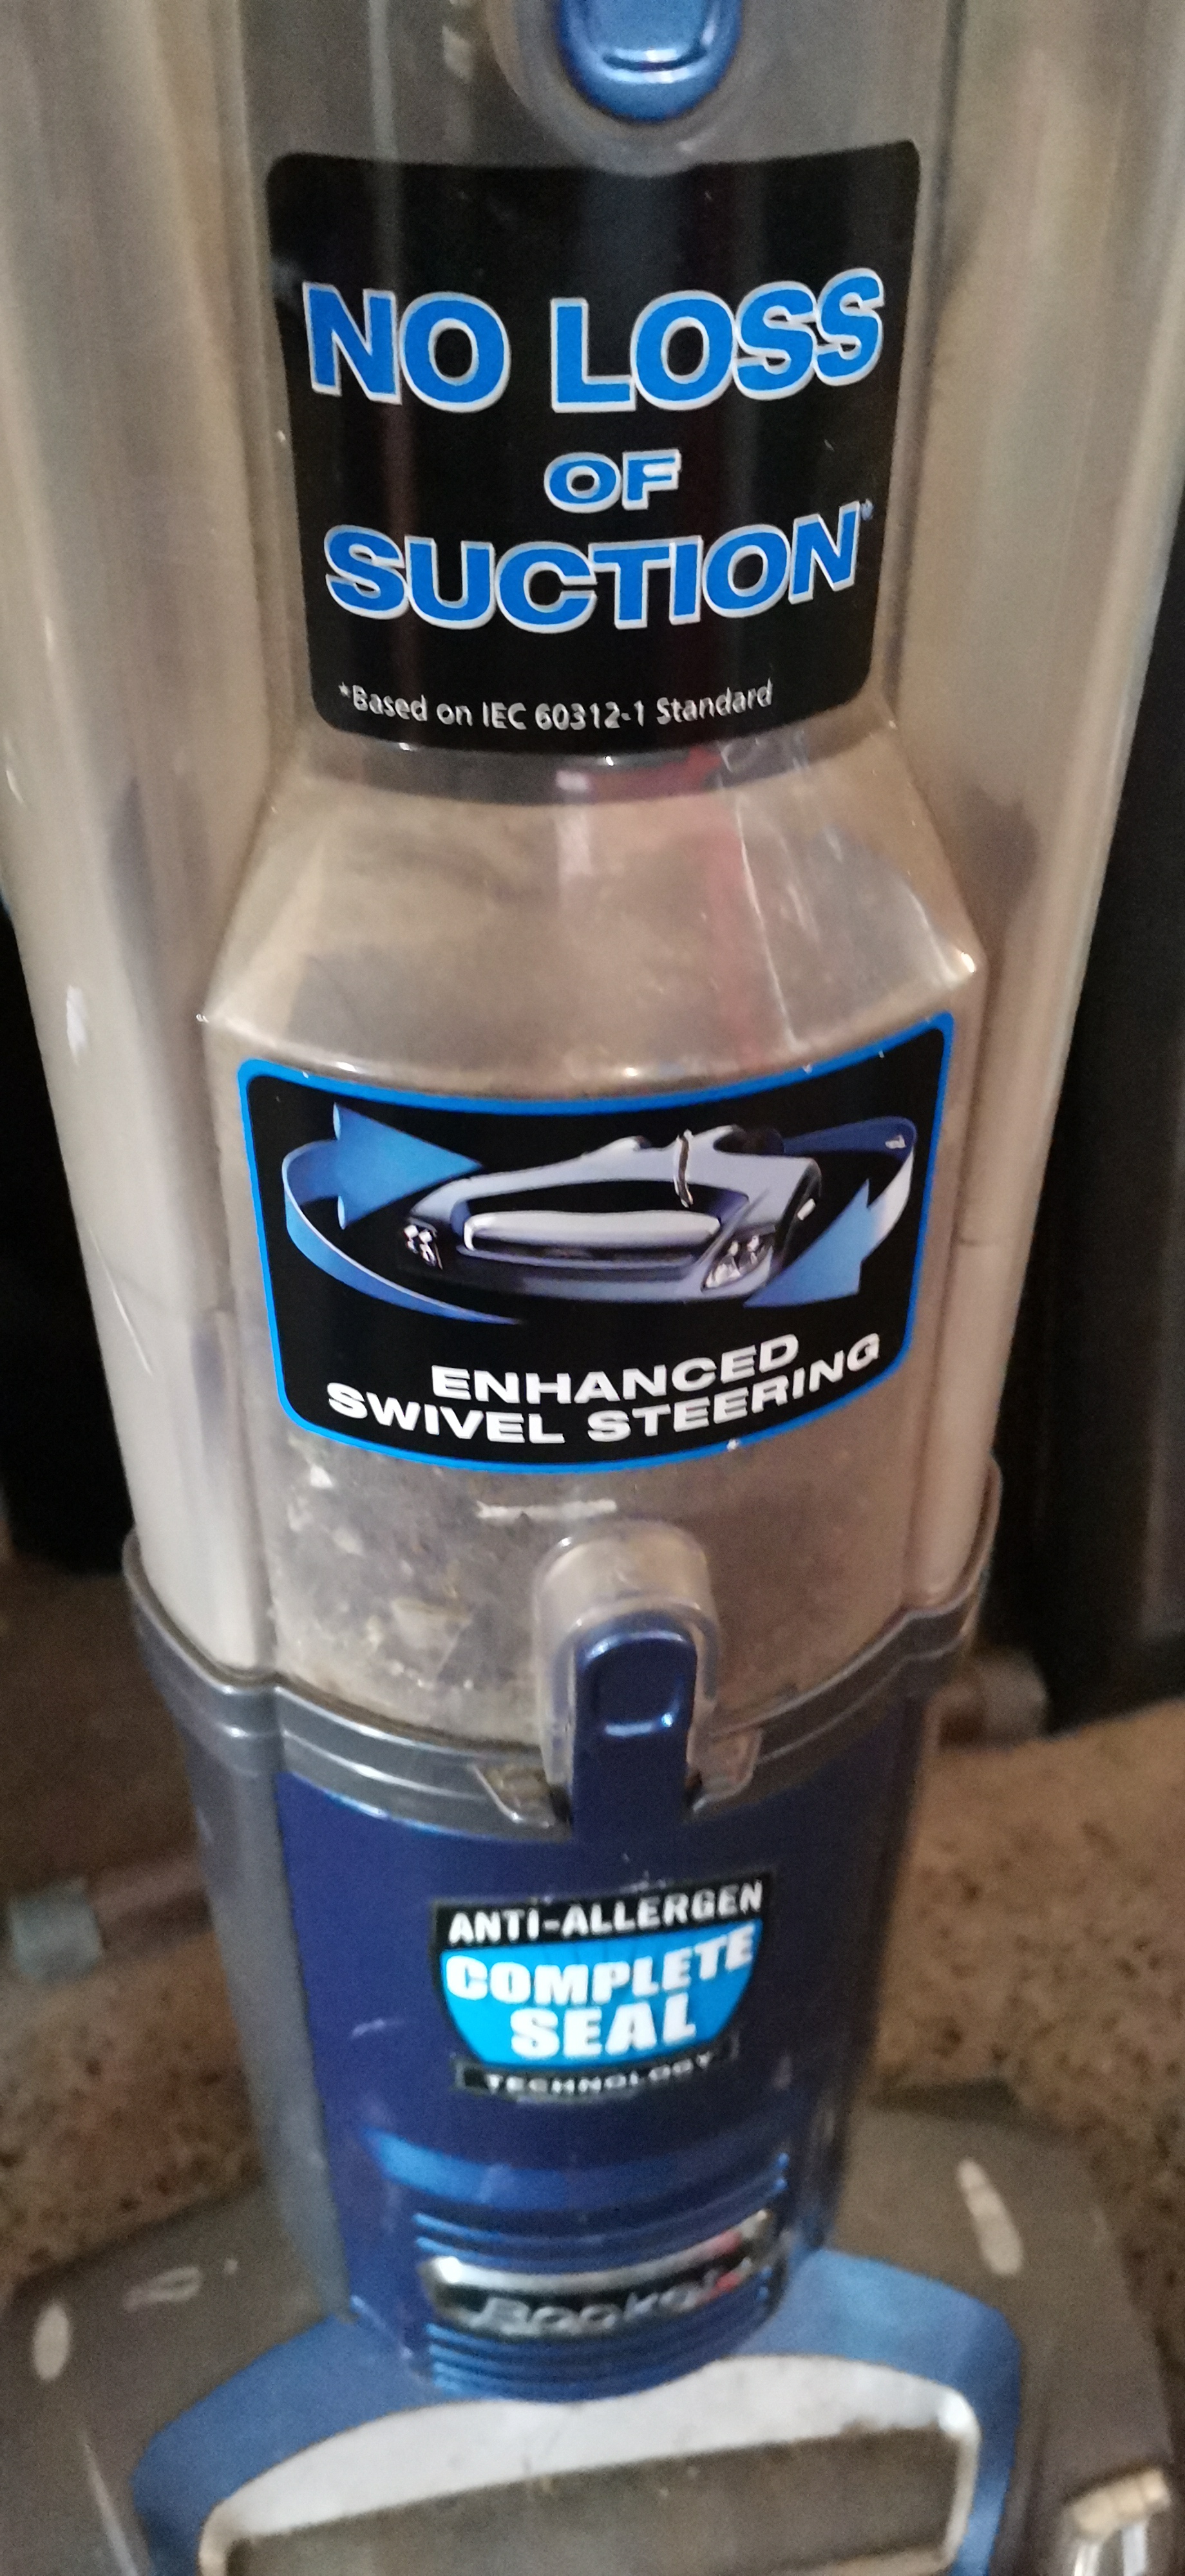 NO LOSS
OF
SUCTION*
*Based on IEC 60312-1 Standard
ENHANCED
SWIVEL STEERING
ANTI-ALLERGEN
COMPLETE
SEAL
TECHNOLOGY